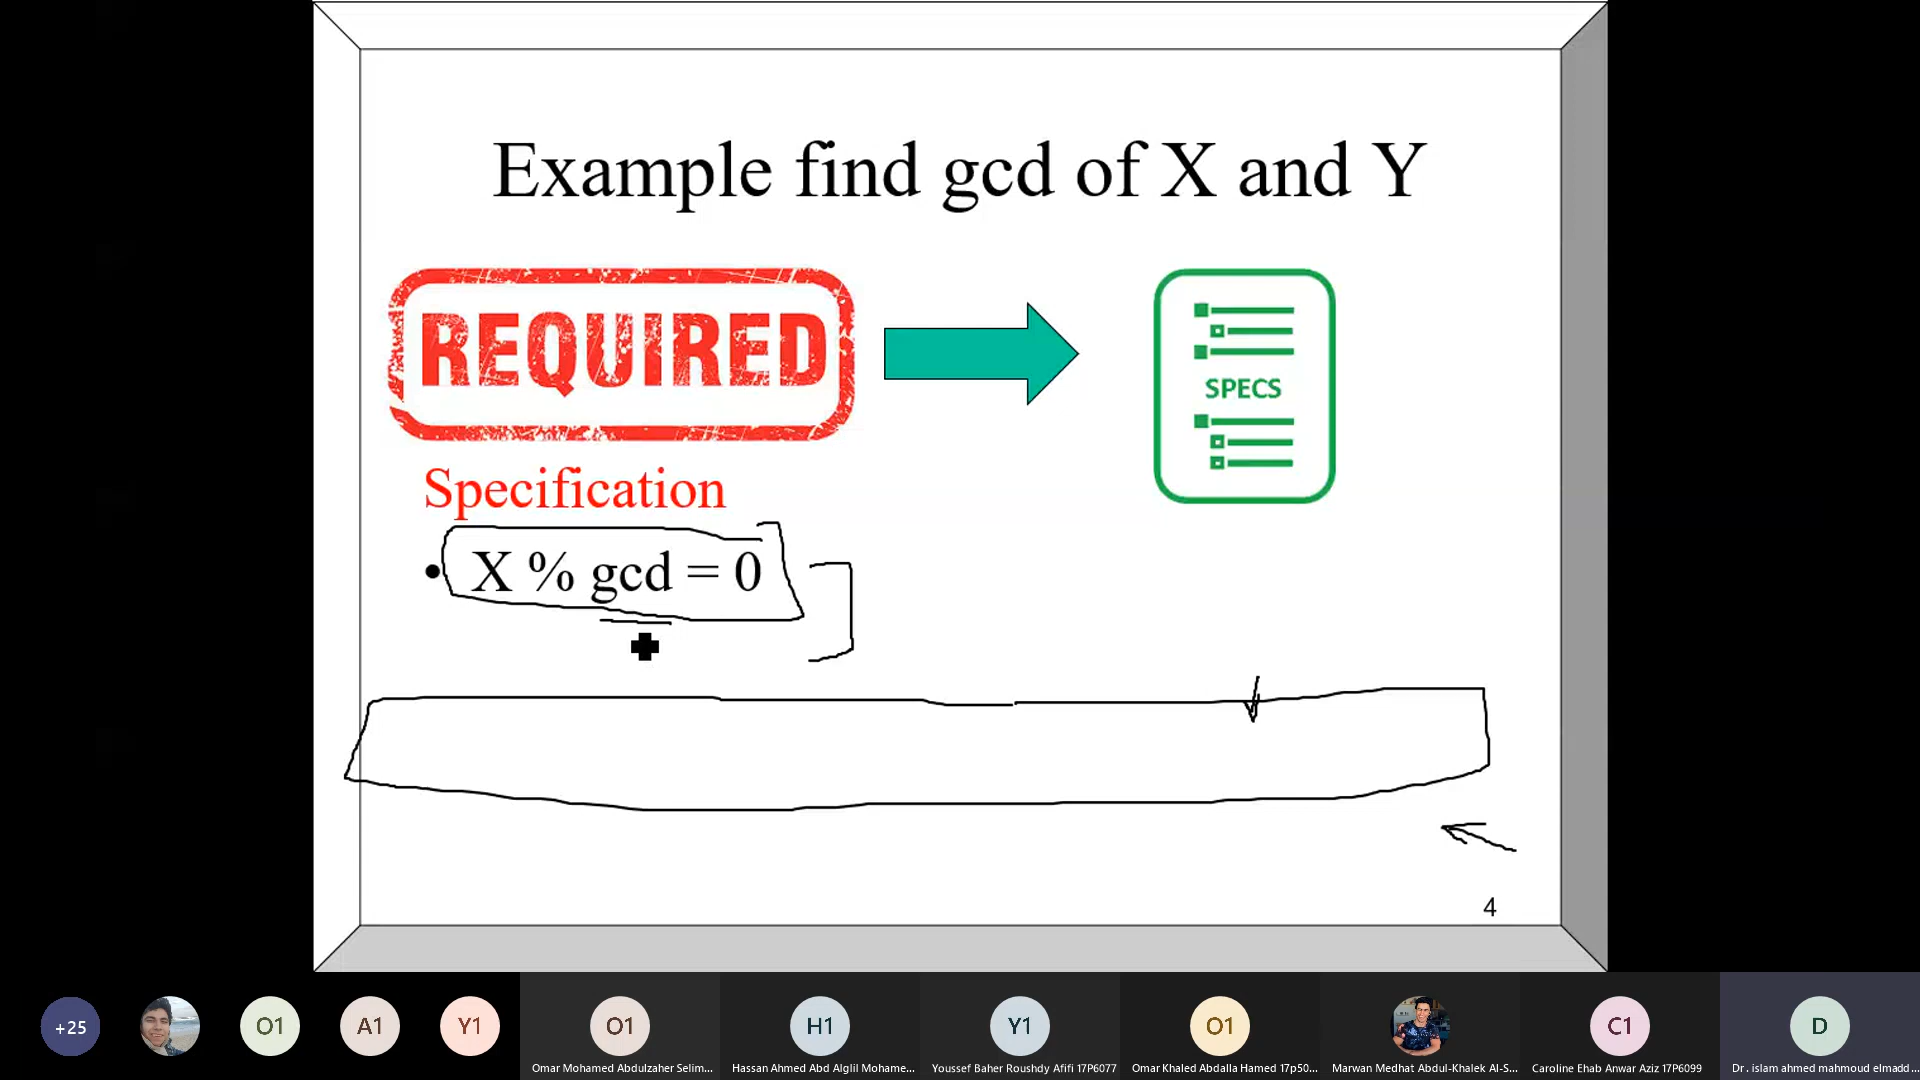 Example find gcd of X and Y
REQUIRED
SPECS
Specification
• X % gcd = 0
4
+25
O1
A1
Y1
O1
H1
Y1
O1
C1
D
Omar Mohamed Abdulzaher Selim...
Hassan Ahmed Abd Alglil Mohame...
Youssef Baher Roushdy Afifi 17P6077
Omar Khaled Abdalla Hamed 17p50...
Marwan Medhat Abdul-Khalek Al-S...
Caroline Ehab Anwar Aziz 17P6099
Dr . islam ahmed mahmoud elmadd ...